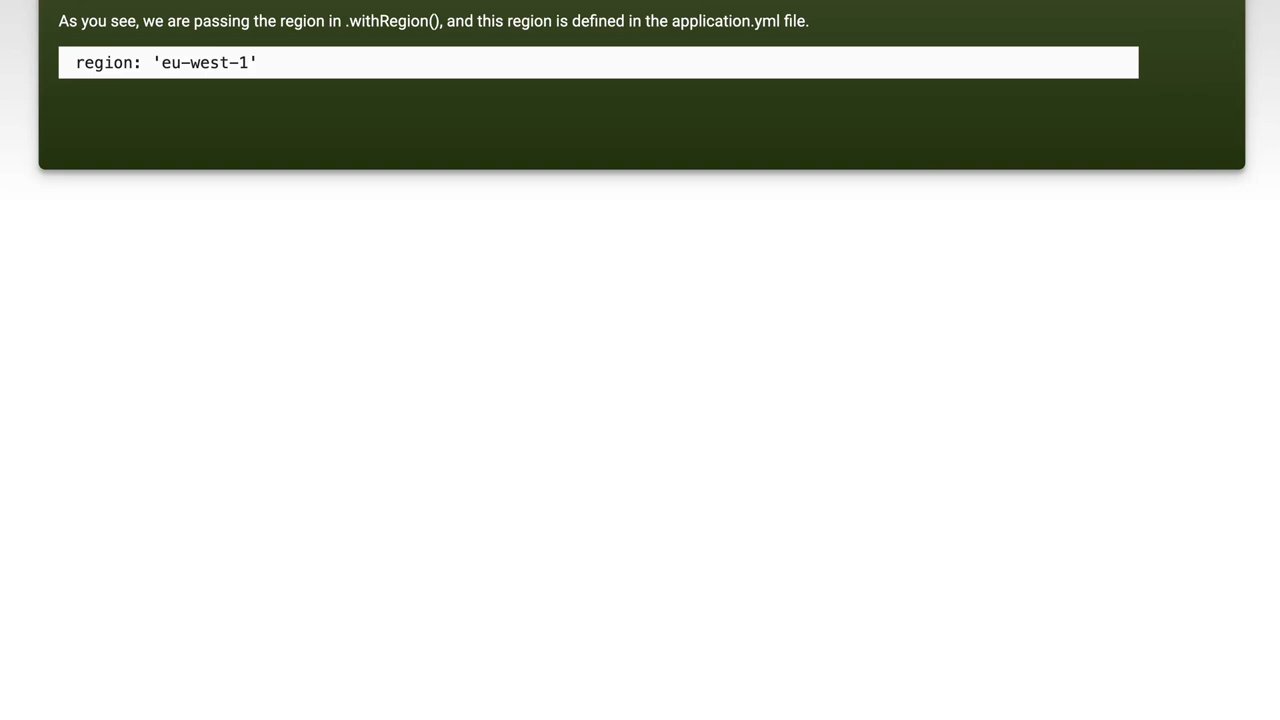 As you see, we are passing the region in .withRegion(), and this region is defined in the application.yml file.
region: 'eu-west-1'